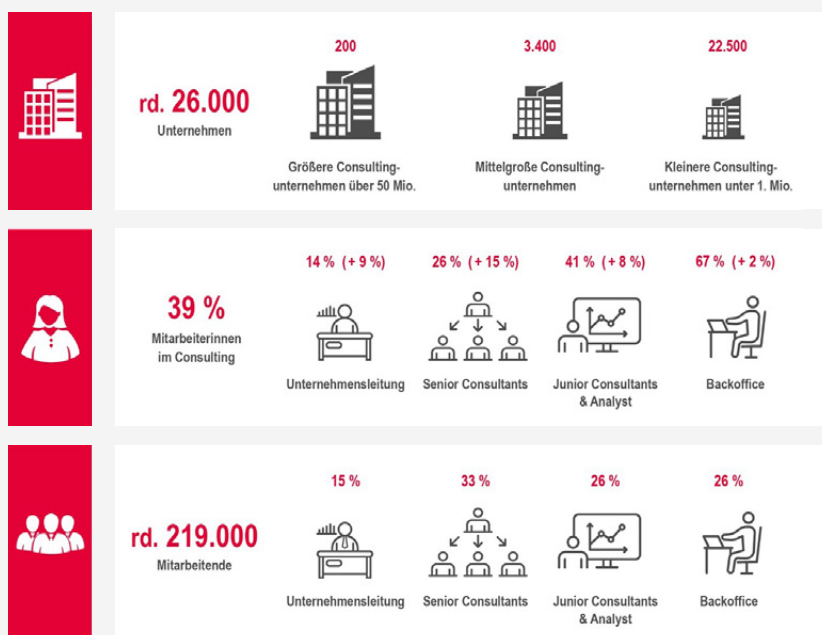 200
3.400
22.500
rd. 26.000
Unternehmen
Größere Consulting-
unternehmen über 50 Mio.
Mittelgroße Consulting-
unternehmen
Kleinere Consulting-
unternehmen unter 1. Mio.
14 % (+ 9 %)
26 % (+ 15 %)
41 % (+ 8 %)
67 % (+ 2 %)
39 %
Mitarbeiterinnen
im Consulting
Unternehmensleitung
Senior Consultants
Junior Consultants
& Analyst
Backoffice
15 %
33 %
26 %
26 %
rd. 219.000
Mitarbeitende
Unternehmensleitung
Senior Consultants
Junior Consultants
& Analyst
Backoffice